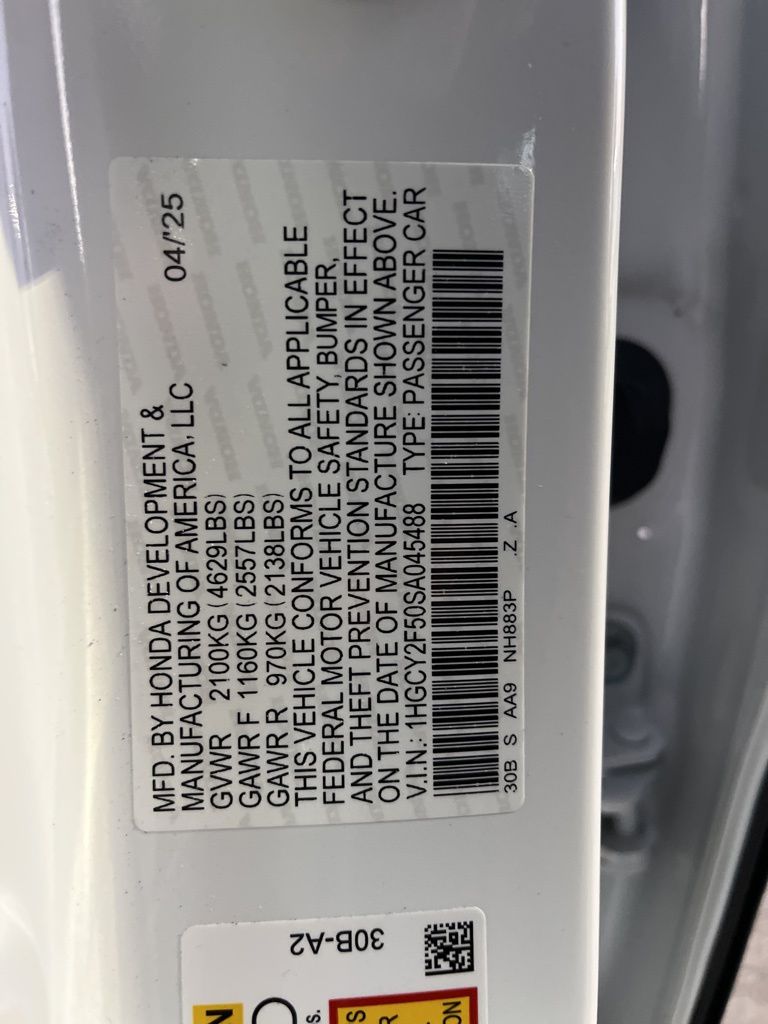 MFD. BY HONDA DEVELOPMENT &
MANUFACTURING OF AMERICA, LLC 04/'25
GVWR 2100KG (4629LBS)
GAWR F 1160KG (2557LBS)
GAWR R 970KG (2138LBS)
THIS VEHICLE CONFORMS TO ALL APPLICABLE
FEDERAL MOTOR VEHICLE SAFETY, BUMPER,
AND THEFT PREVENTION STANDARDS IN EFFECT
ON THE DATE OF MANUFACTURE SHOWN ABOVE.
V.I.N.: 1HGCY2F50SA045488 TYPE: PASSENGER CAR
30B S AA9 NH883P .Z .A
30B-A2